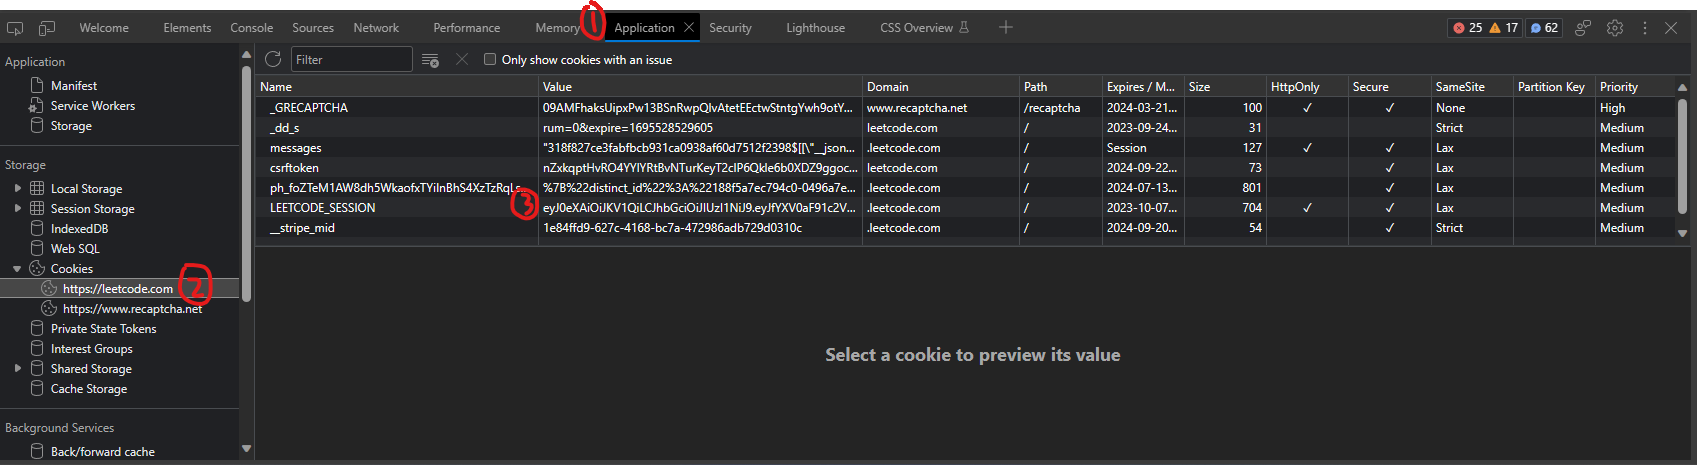 Welcome Elements Console Sources Network Performance Memory 1 Application Security Lighthouse CSS Overview 25 17 62
Application
Manifest
Service Workers
Storage
Storage
Local Storage
Session Storage
IndexedDB
Web SQL
Cookies
https://leetcode.com 2
https://www.recaptcha.net
Private State Tokens
Interest Groups
Shared Storage
Cache Storage
Background Services
Back/forward cache
Filter Only show cookies with an issue
Name Value Domain Path Expires / M... Size HttpOnly Secure SameSite Partition Key Priority
_GRECAPTCHA 09AMFhaksUipxPw13BSnRwpQIvAtetEEctwStntgYwh9otY... www.recaptcha.net /recaptcha 2024-03-21... 100 ✓ ✓ None High
_dd_s rum=0&expire=1695528529605 leetcode.com / 2023-09-24... 31 Strict Medium
messages "318f827ce3fabfbcb931ca0938af60d7512f2398$[[\"__json... .leetcode.com / Session 127 ✓ ✓ Lax Medium
csrftoken nZxkqptHvRO4YYlYRtBvNTurKeyT2clP6Qkle6b0XDZ9ggoc... .leetcode.com / 2024-09-22... 73 ✓ Lax Medium
ph_foZTeM1AW8dh5WkaofxTYiInBhS4XzTzRqLs... %7B%22distinct_id%22%3A%22188f5a7ec794c0-0496a7e... .leetcode.com / 2024-07-13... 801 ✓ Lax Medium
LEETCODE_SESSION 3 eyJ0eXAiOiJKV1QiLCJhbGciOiJIUzI1NiJ9.eyJfYXV0aF91c2V... .leetcode.com / 2023-10-07... 704 ✓ ✓ Lax Medium
__stripe_mid 1e84ffd9-627c-4168-bc7a-472986adb729d0310c .leetcode.com / 2024-09-20... 54 ✓ Strict Medium
Select a cookie to preview its value